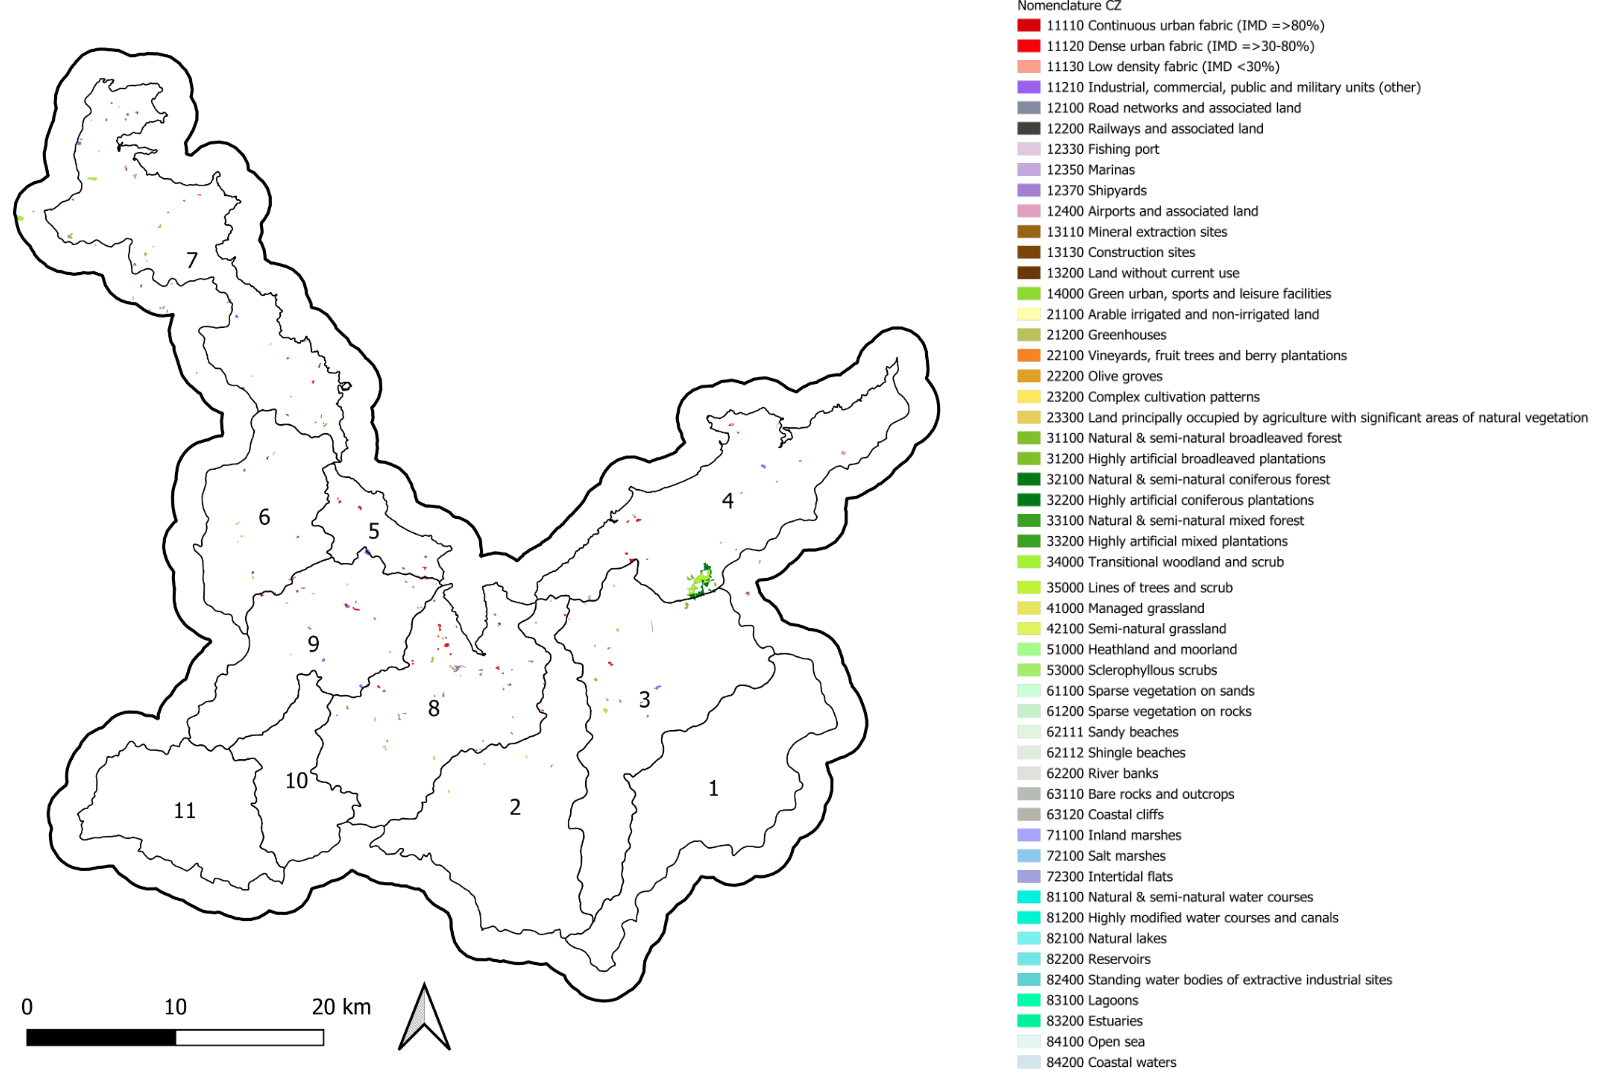 Nomenclature CZ
11110 Continuous urban fabric (IMD =>80%)
11120 Dense urban fabric (IMD =>30-80%)
11130 Low density fabric (IMD <30%)
11210 Industrial, commercial, public and military units (other)
12100 Road networks and associated land
12200 Railways and associated land
12330 Fishing port
12350 Marinas
12370 Shipyards
12400 Airports and associated land
13110 Mineral extraction sites
13130 Construction sites
13200 Land without current use
14000 Green urban, sports and leisure facilities
21100 Arable irrigated and non-irrigated land
21200 Greenhouses
22100 Vineyards, fruit trees and berry plantations
22200 Olive groves
23200 Complex cultivation patterns
23300 Land principally occupied by agriculture with significant areas of natural vegetation
31100 Natural & semi-natural broadleaved forest
31200 Highly artificial broadleaved plantations
32100 Natural & semi-natural coniferous forest
32200 Highly artificial coniferous plantations
33100 Natural & semi-natural mixed forest
33200 Highly artificial mixed plantations
34000 Transitional woodland and scrub
35000 Lines of trees and scrub
41000 Managed grassland
42100 Semi-natural grassland
51000 Heathland and moorland
53000 Sclerophyllous scrubs
61100 Sparse vegetation on sands
61200 Sparse vegetation on rocks
62111 Sandy beaches
62112 Shingle beaches
62200 River banks
63110 Bare rocks and outcrops
63120 Coastal cliffs
71100 Inland marshes
72100 Salt marshes
72300 Intertidal flats
81100 Natural & semi-natural water courses
81200 Highly modified water courses and canals
82100 Natural lakes
82200 Reservoirs
82400 Standing water bodies of extractive industrial sites
83100 Lagoons
83200 Estuaries
84100 Open sea
84200 Coastal waters
7
4
6
5
9
3
8
10
1
2
11
0 10 20 km